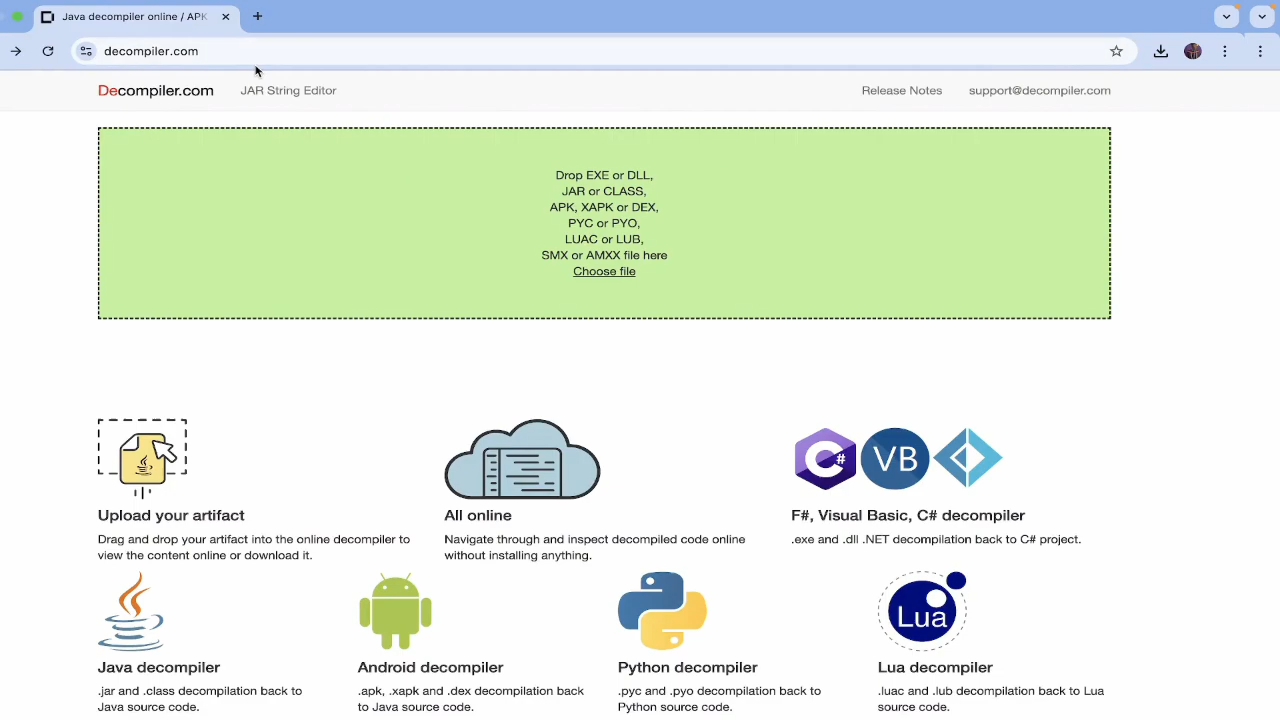 Java decompiler online / APK
decompiler.com
Decompiler.com
JAR String Editor
Release Notes
support@decompiler.com
Drop EXE or DLL,
JAR or CLASS,
APK, XAPK or DEX,
PYC or PYO,
LUAC or LUB,
SMX or AMXX file here
Choose file
C#
VB
Upload your artifact
Drag and drop your artifact into the online decompiler to
view the content online or download it.
All online
Navigate through and inspect decompiled code online
without installing anything.
F#, Visual Basic, C# decompiler
.exe and .dll .NET decompilation back to C# project.
Lua
Java decompiler
.jar and .class decompilation back to
Java source code.
Android decompiler
.apk, .xapk and .dex decompilation back
to Java source code.
Python decompiler
.pyc and .pyo decompilation back to
Python source code.
Lua decompiler
.luac and .lub decompilation back to Lua
source code.